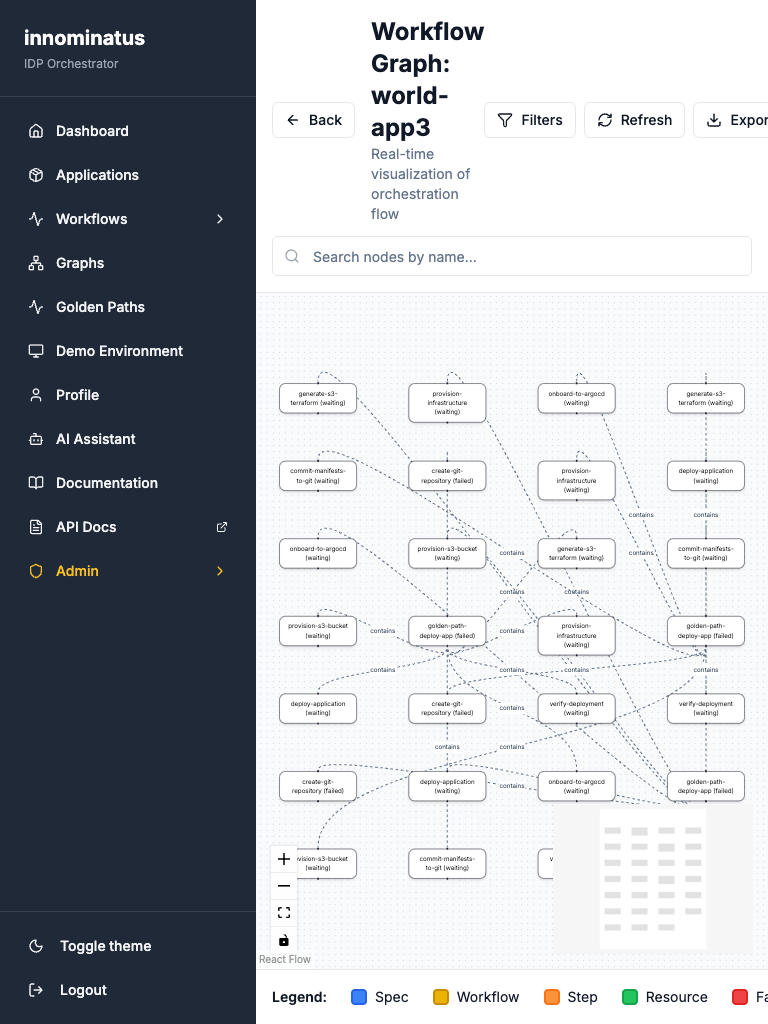 innominatus
IDP Orchestrator
Dashboard
Applications
Workflows
Graphs
Golden Paths
Demo Environment
Profile
AI Assistant
Documentation
API Docs
Admin
Toggle theme
Logout
Back
Workflow
Graph:
world-
app3
Real-time
visualization of
orchestration
flow
Filters
Refresh
Expor
Search nodes by name...
generate-s3-
terraform (waiting)
provision-
infrastructure
(waiting)
onboard-to-argocd
(waiting)
generate-s3-
terraform (waiting)
commit-manifests-
to-git (waiting)
create-git-
repository (failed)
provision-
infrastructure
(waiting)
deploy-application
(waiting)
contains
contains
onboard-to-argocd
(waiting)
provision-s3-bucket
(waiting)
contains
generate-s3-
terraform (waiting)
contains
commit-manifests-
to-git (waiting)
contains
contains
provision-s3-bucket
(waiting)
contains
golden-path-
deploy-app (failed)
contains
provision-
infrastructure
(waiting)
golden-path-
deploy-app (failed)
contains
contains
contains
contains
deploy-application
(waiting)
create-git-
repository (failed)
contains
verify-deployment
(waiting)
verify-deployment
(waiting)
contains
contains
create-git-
repository (failed)
deploy-application
(waiting)
contains
onboard-to-argocd
(waiting)
golden-path-
deploy-app (failed)
vision-s3-bucket
(waiting)
commit-manifests-
to-git (waiting)
v
React Flow
Legend:
Spec
Workflow
Step
Resource
Fa